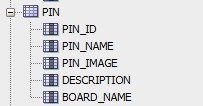 PIN
PIN_ID
PIN_NAME
PIN_IMAGE
DESCRIPTION
BOARD_NAME